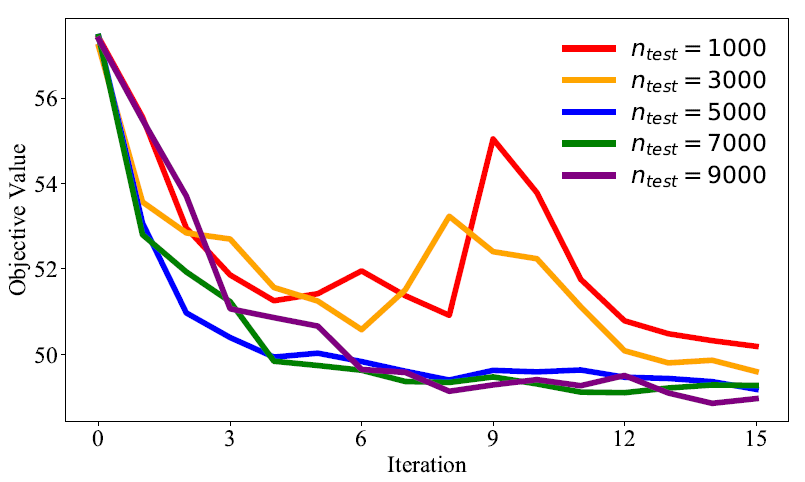 n_test = 1000
n_test = 3000
n_test = 5000
n_test = 7000
n_test = 9000
Objective Value
56
54
52
50
0 3 6 9 12 15
Iteration